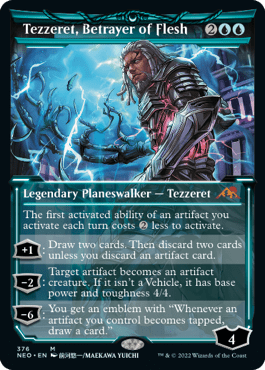 Tezzeret, Betrayer of Flesh 2
Legendary Planeswalker — Tezzeret
The first activated ability of an artifact you
activate each turn costs 2 less to activate.
+1 : Draw two cards. Then discard two cards
unless you discard an artifact card.
−2 : Target artifact becomes an artifact
creature. If it isn't a Vehicle, it has
base power and toughness 4/4.
−6 : You get an emblem with "Whenever an
artifact you control becomes tapped,
draw a card."
4
376 M
NEO • EN 前河悠一/MAEKAWA YUICHI
™ & © 2022 Wizards of the Coast